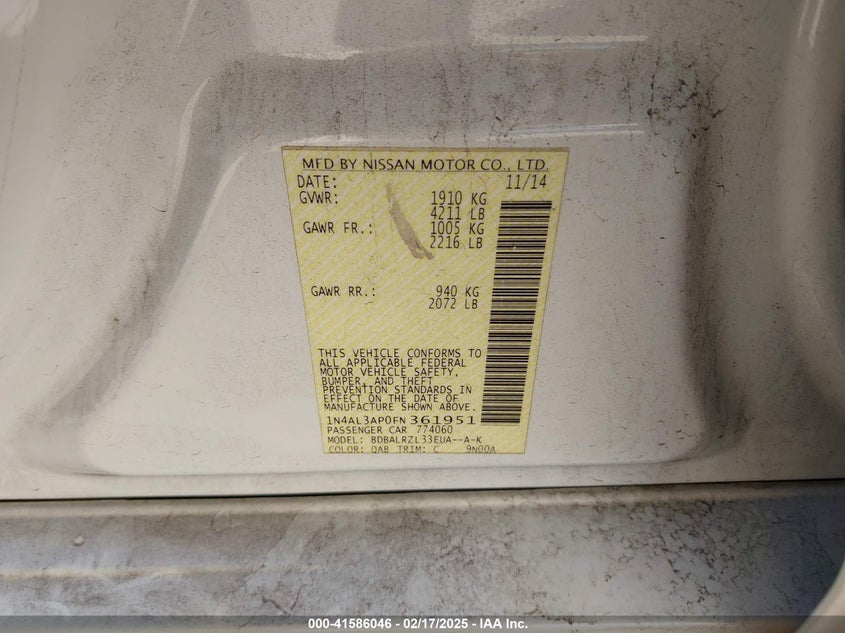 MFD BY NISSAN MOTOR CO., LTD.
DATE: 11/14
GVWR: 1910 KG
4211 LB
GAWR FR.: 1005 KG
2216 LB
GAWR RR.: 940 KG
2072 LB
THIS VEHICLE CONFORMS TO
ALL APPLICABLE FEDERAL
MOTOR VEHICLE SAFETY,
BUMPER, AND THEFT
PREVENTION STANDARDS IN
EFFECT ON THE DATE OF
MANUFACTURE SHOWN ABOVE.
1N4AL3AP0FN361951
PASSENGER CAR 774060
MODEL: BDBALRZL33EUA--A-K
COLOR: QAB TRIM: C 9N00A
000-41586046 - 02/17/2025 - IAA Inc.